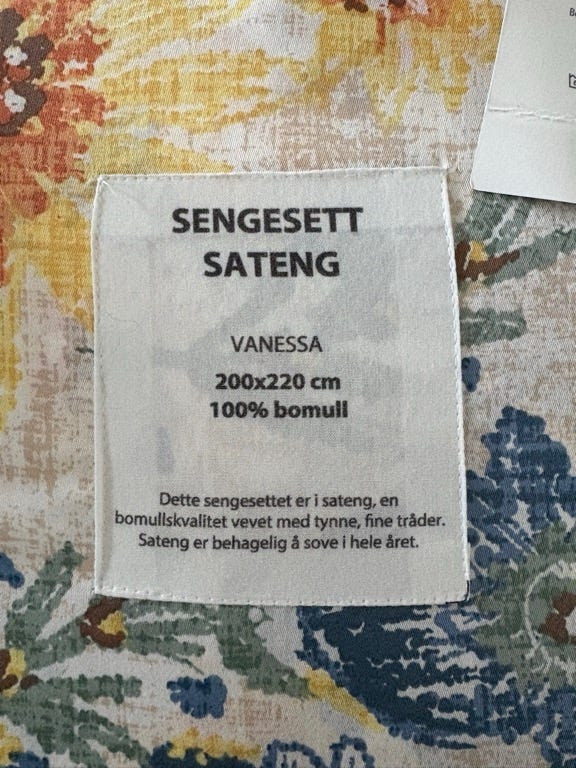 SENGESETT
SATENG
VANESSA
200x220 cm
100% bomull
Dette sengesettet er i sateng, en
bomullskvalitet vevet med tynne, fine tråder.
Sateng er behagelig å sove i hele året.